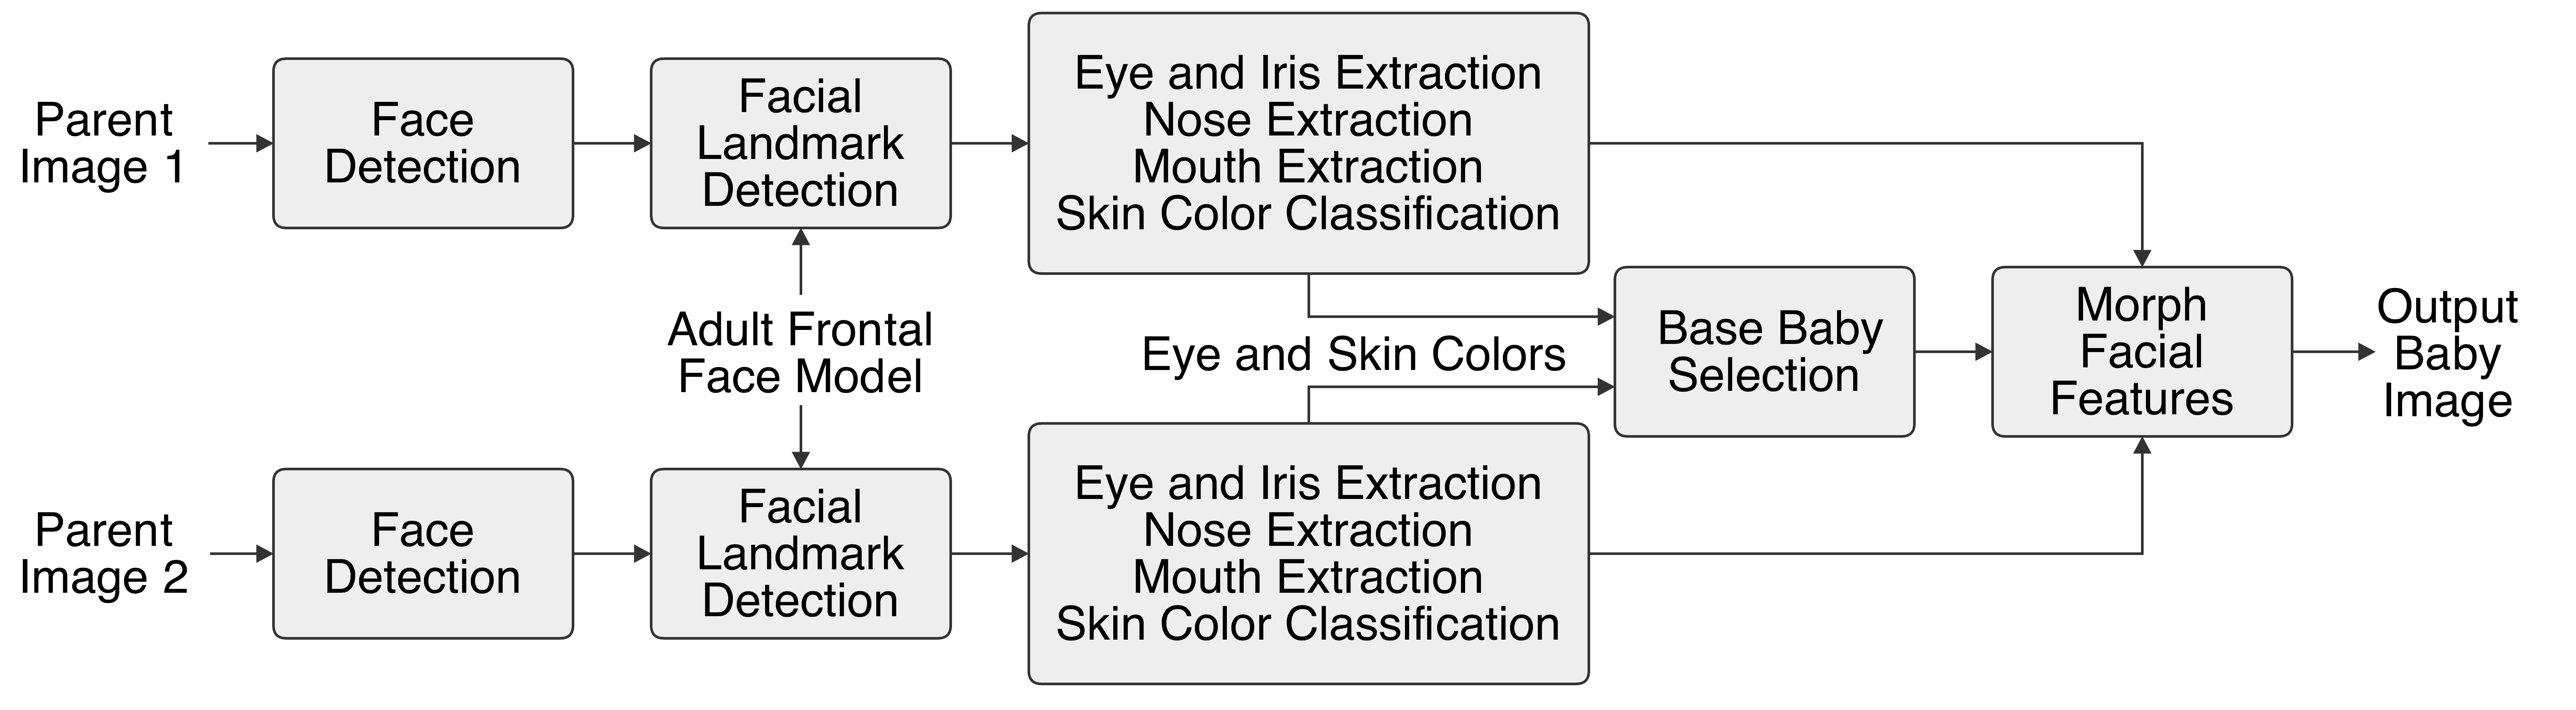 Parent
Image 1
Face
Detection
Facial
Landmark
Detection
Eye and Iris Extraction
Nose Extraction
Mouth Extraction
Skin Color Classification
Adult Frontal
Face Model
Eye and Skin Colors
Base Baby
Selection
Morph
Facial
Features
Output
Baby
Image
Parent
Image 2
Face
Detection
Facial
Landmark
Detection
Eye and Iris Extraction
Nose Extraction
Mouth Extraction
Skin Color Classification